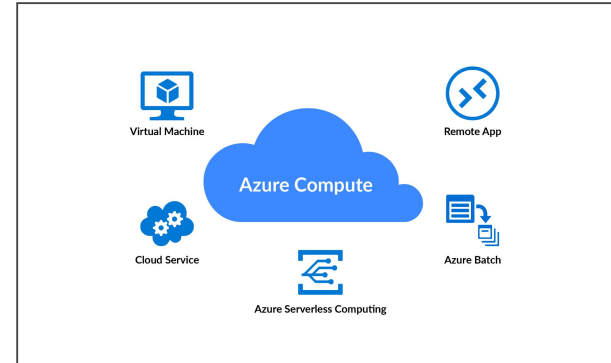 Virtual Machine
Remote App
Azure Compute
Cloud Service
Azure Batch
Azure Serverless Computing